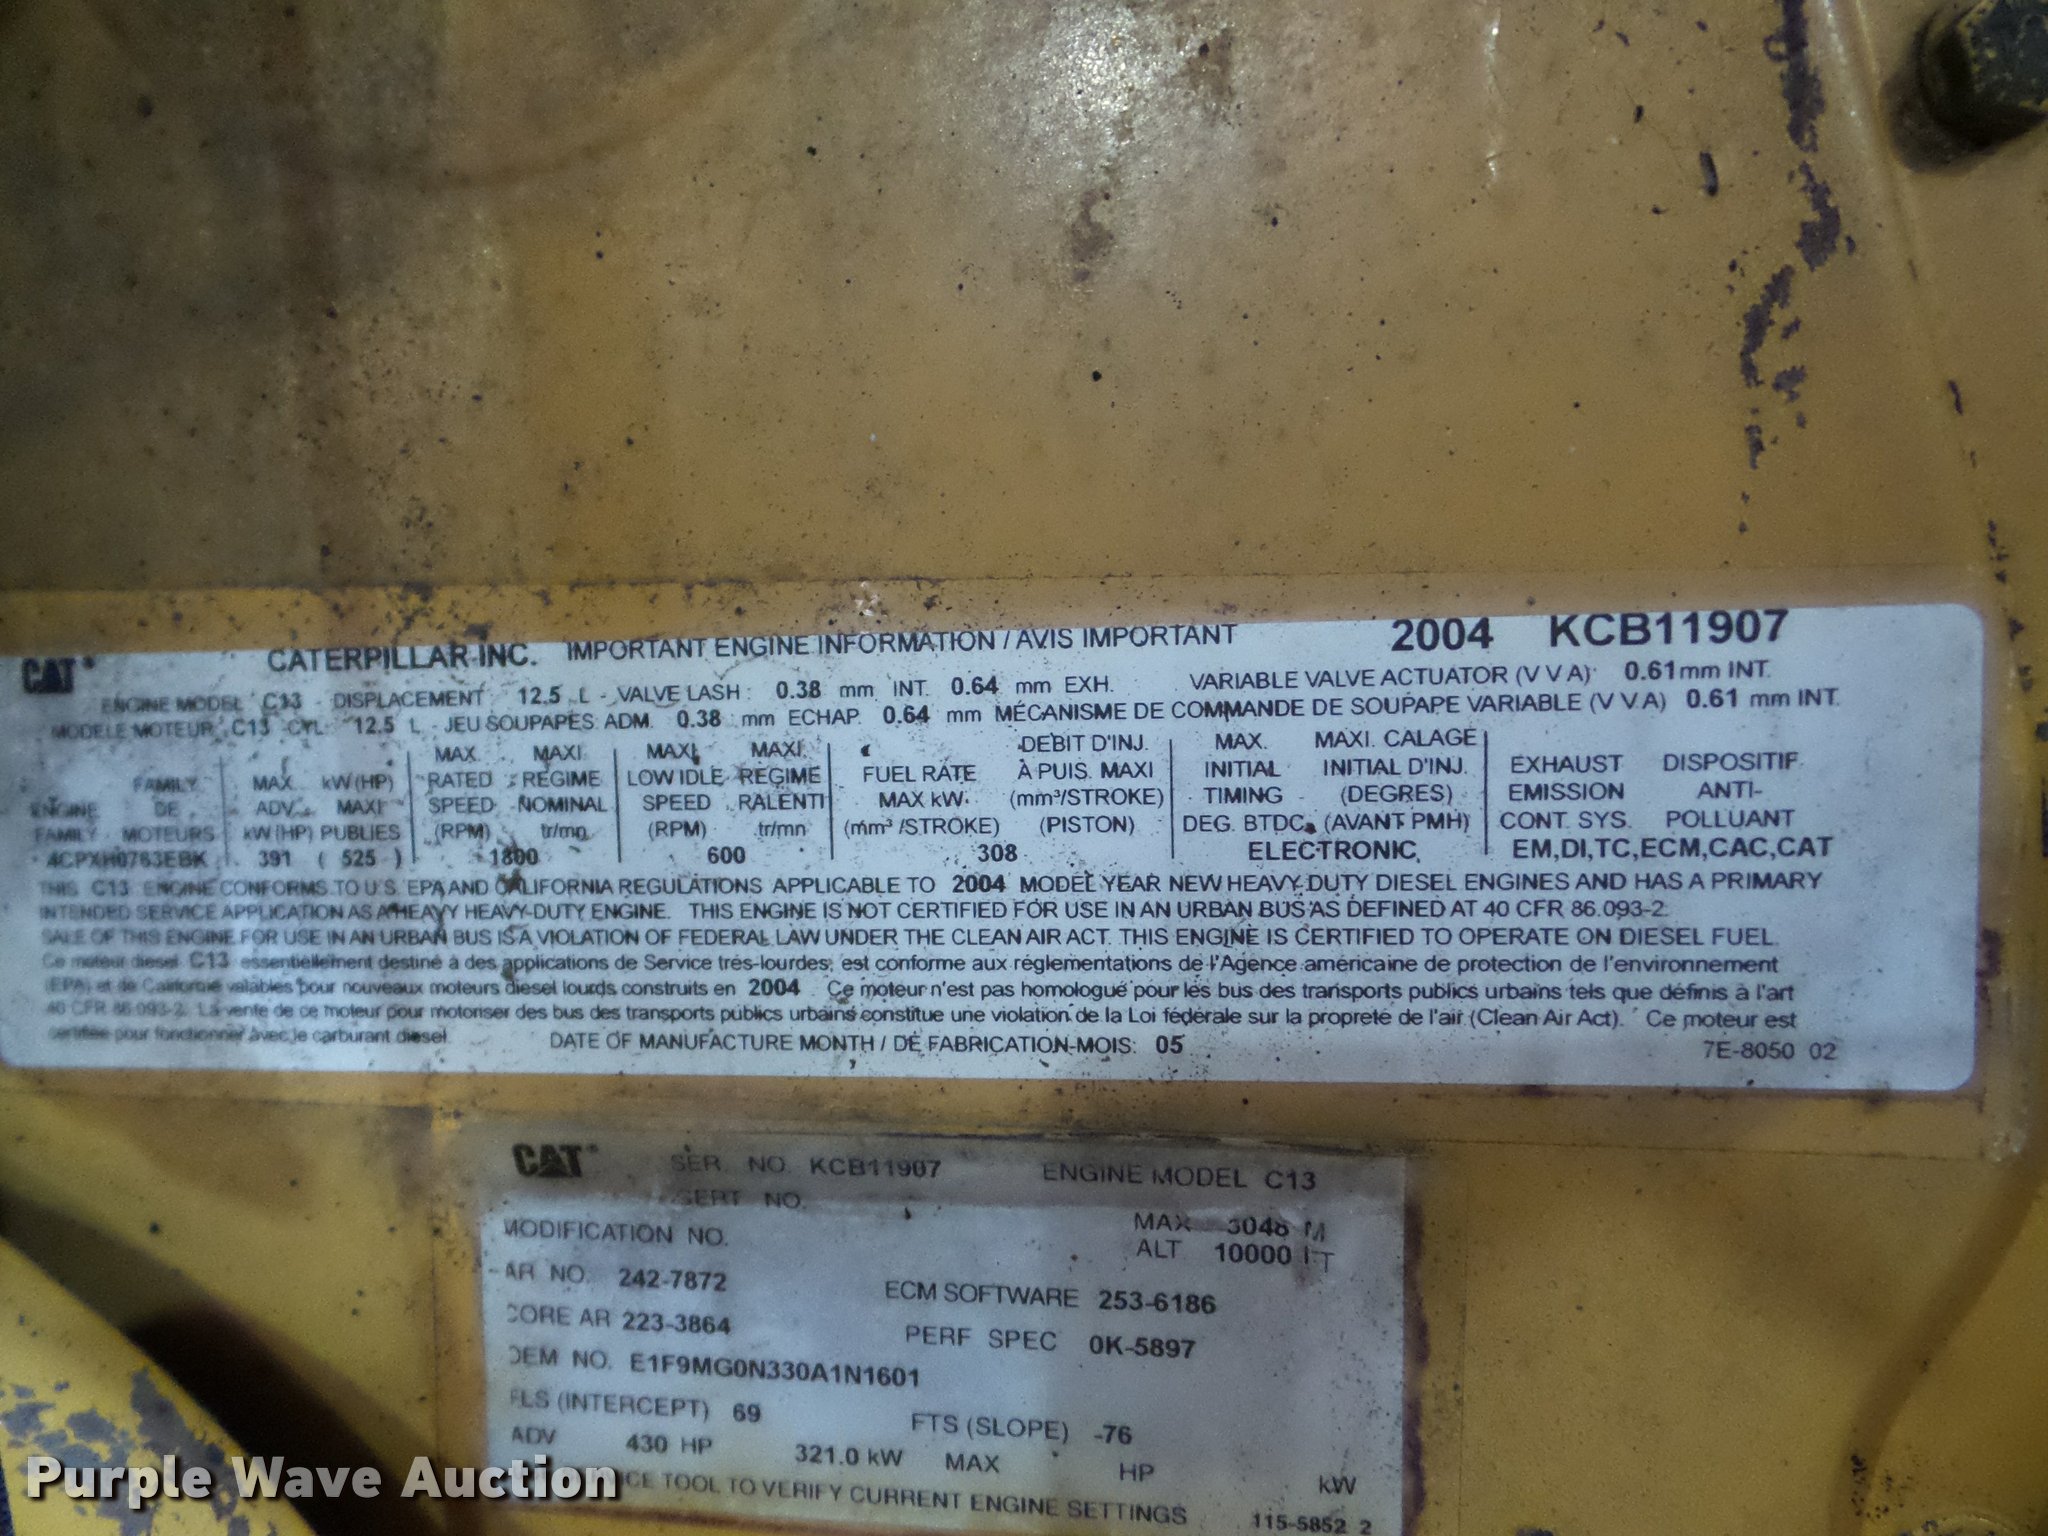 CAT CATERPILLAR INC. IMPORTANT ENGINE INFORMATION / AVIS IMPORTANT 2004 KCB11907
ENGINE MODEL C13 DISPLACEMENT 12.5 L - VALVE LASH: 0.38 mm INT. 0.64 mm EXH. VARIABLE VALVE ACTUATOR (V V A) 0.61 mm INT.
MODELE MOTEUR C13 CYL 12.5 L - JEU SOUPAPES ADM. 0.38 mm ECHAP. 0.64 mm MÉCANISME DE COMMANDE DE SOUPAPE VARIABLE (V V.A) 0.61 mm INT.
MAX. MAXI. MAXI. MAXI. DEBIT D'INJ. MAX. MAXI. CALAGE
FAMILY MAX. kW (HP) RATED RÉGIME LOW IDLE REGIME FUEL RATE À PUIS. MAXI INITIAL INITIAL D'INJ. EXHAUST DISPOSITIF
ENGINE DE ADV. MAXI SPEED NOMINAL SPEED RALENTI MAX kW. (mm³/STROKE) TIMING (DEGRES) EMISSION ANTI-
FAMILY MOTEURS kW (HP) PUBLIES (RPM) tr/mn (RPM) tr/mn (mm³/STROKE) (PISTON) DEG. BTDC (AVANT PMH) CONT. SYS. POLLUANT
4CPXH0763EBK 391 ( 525 ) 1800 600 308 ELECTRONIC EM,DI,TC,ECM,CAC,CAT
THIS C13 ENGINE CONFORMS TO U.S. EPA AND CALIFORNIA REGULATIONS APPLICABLE TO 2004 MODEL YEAR NEW HEAVY DUTY DIESEL ENGINES AND HAS A PRIMARY
INTENDED SERVICE APPLICATION AS A HEAVY HEAVY-DUTY ENGINE. THIS ENGINE IS NOT CERTIFIED FOR USE IN AN URBAN BUS AS DEFINED AT 40 CFR 86.093-2.
SALE OF THIS ENGINE FOR USE IN AN URBAN BUS IS A VIOLATION OF FEDERAL LAW UNDER THE CLEAN AIR ACT. THIS ENGINE IS CERTIFIED TO OPERATE ON DIESEL FUEL.
Ce moteur diesel C13 essentiellement destiné à des applications de Service trés-lourdes, est conforme aux réglementations de l'Agence américaine de protection de l'environnement
(EPA) et de Californie valables pour nouveaux moteurs diesel lourds construits en 2004 Ce moteur n'est pas homologué pour les bus des transports publics urbains tels que définis à l'art
40 CFR 86.093-2. La vente de ce moteur pour motoriser des bus des transports publics urbains constitue une violation de la Loi fédérale sur la propreté de l'air (Clean Air Act). Ce moteur est
certifée pour fonctionner avec le carburant diesel. DATE OF MANUFACTURE MONTH / DE FABRICATION-MOIS: 05 7E-8050 02
CAT SER. NO. KCB11907 ENGINE MODEL C13
SERT NO.
MODIFICATION NO. MAX 3048 M
ALT 10000 FT
AR NO. 242-7872 ECM SOFTWARE 253-6186
CORE AR 223-3864 PERF SPEC 0K-5897
OEM NO. E1F9MG0N330A1N1601
FLS (INTERCEPT) 69 FTS (SLOPE) -76
ADV 430 HP 321.0 kW MAX HP kW
TOOL TO VERIFY CURRENT ENGINE SETTINGS 115-5852 2
Purple Wave Auction